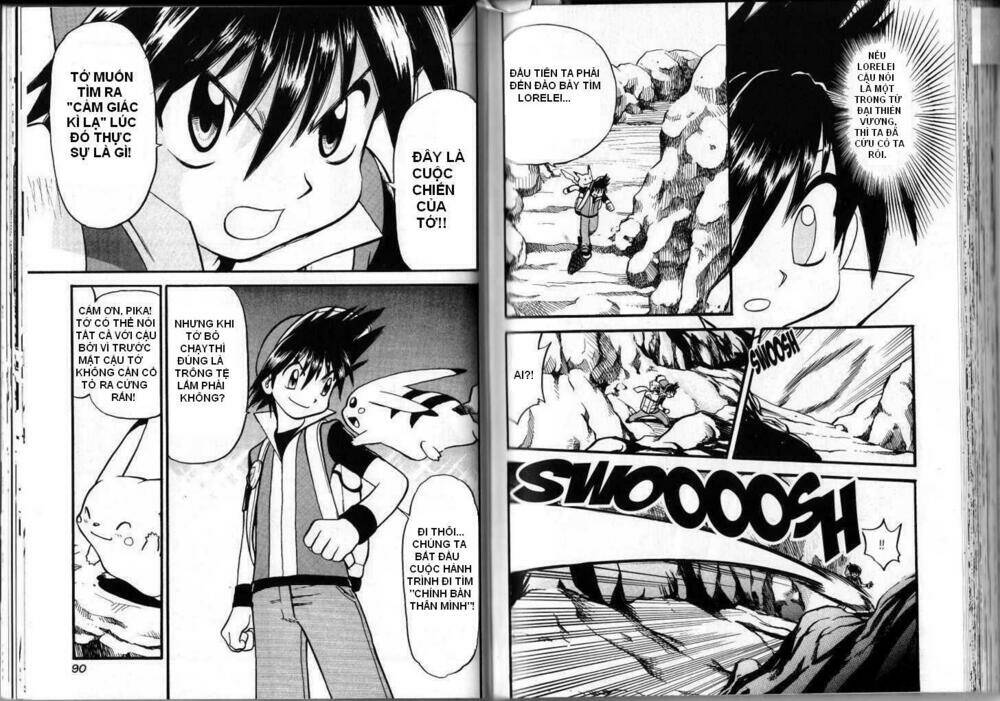 TỚ MUỐN
TÌM RA
"CẢM GIÁC
KÌ LẠ" LÚC
ĐÓ THỰC
SỰ LÀ GÌ!
ĐÂY LÀ
CUỘC
CHIẾN
CỦA
TỚ!!
CÁM ƠN, PIKA!
TỚ CÓ THỂ NÓI
TẤT CẢ VỚI CẬU
BỞI VÌ TRƯỚC
MẶT CẬU TỚ
KHÔNG CẦN CỐ
TỎ RA CỨNG
RẮN!
NHƯNG KHI
TỚ BỎ
CHẠYTHÌ
ĐÚNG LÀ
TRÔNG TỆ
LẮM PHẢI
KHÔNG?
ĐI THÔI...
CHÚNG TA
BẮT ĐẦU
CUỘC HÀNH
TRÌNH ĐI TÌM
"CHÍNH BẢN
THÂN MÌNH"!
90
ĐẦU TIÊN TA PHẢI
ĐẾN ĐẢO BẢY TÌM
LORELEI...
NẾU
LORELEI
CẬU NÓI
LÀ MỘT
TRONG TỨ
ĐẠI THIÊN
VƯƠNG,
THÌ TA ĐÃ
CỨU CÔ TA
RỒI.
AI?!
SWOOSH
SWOOOOSH
!!